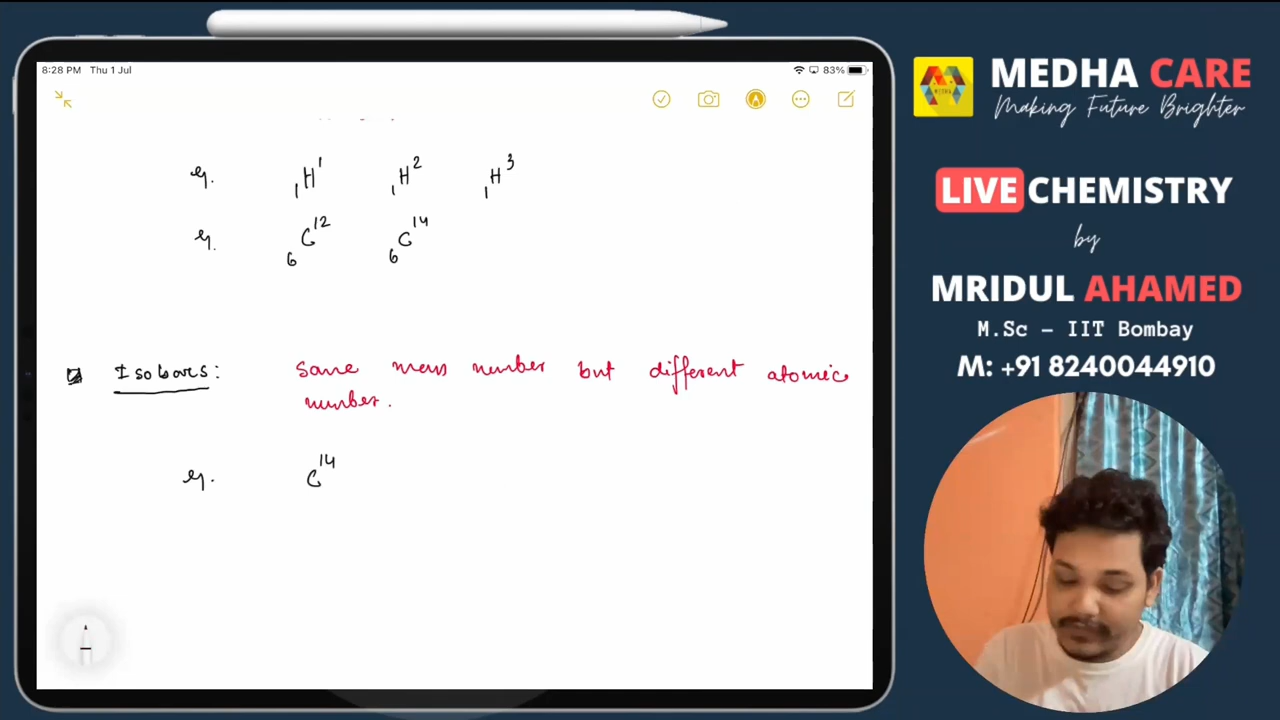 8:28 PM Thu 1 Jul
83%
eg. ₁H¹ ₁H² ₁H³
eg. ₆C¹² ₆C¹⁴
Isobars: Same mass number but different atomic
number.
eg. C¹⁴
MEDHA CARE
Making Future Brighter
LIVE CHEMISTRY
by
MRIDUL AHAMED
M.Sc – IIT Bombay
M: +91 8240044910